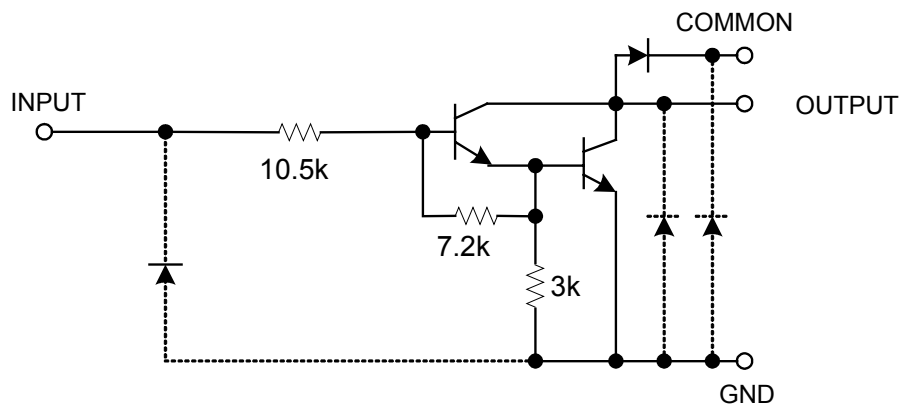 COMMON
INPUT
OUTPUT
10.5k
7.2k
3k
GND